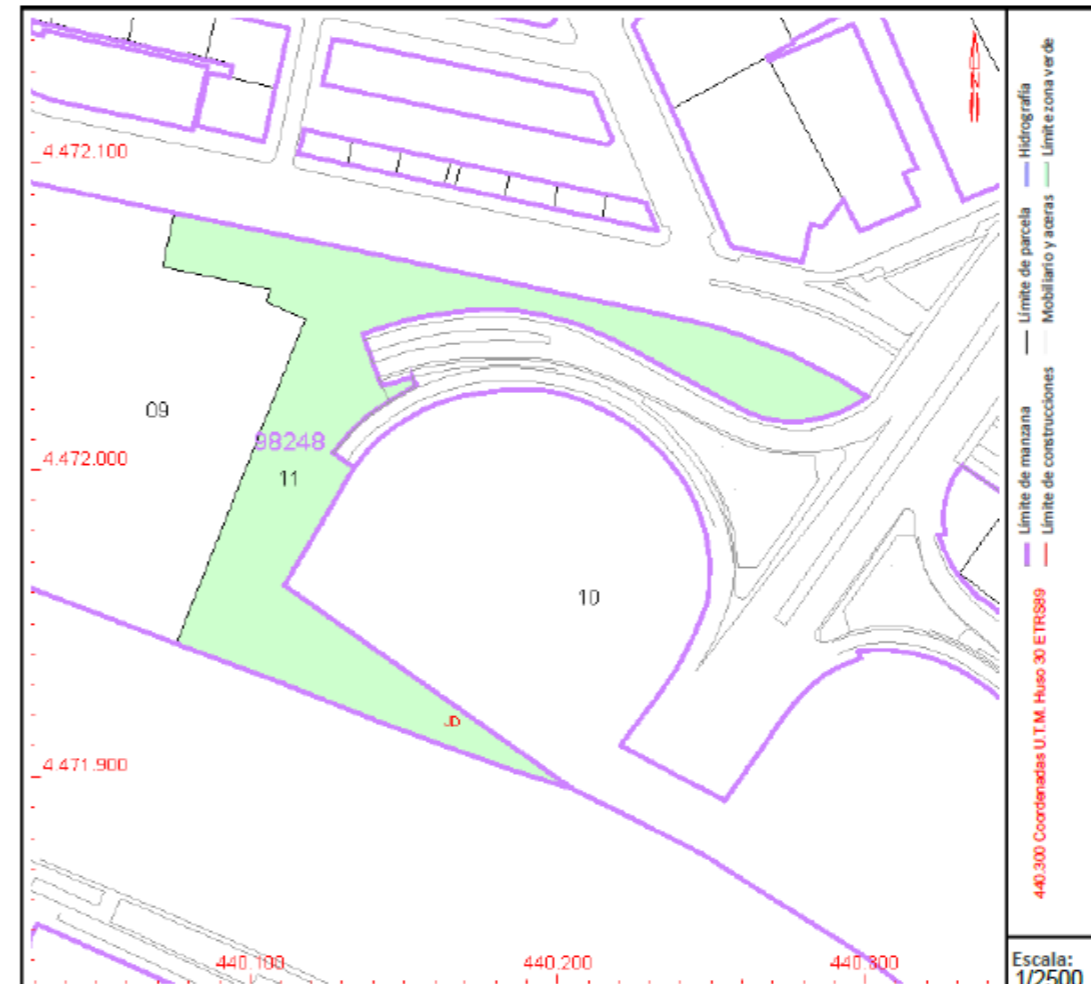 4.472.100
09
98248
4.472.000
11
10
JD
4.471.900
440.100
440.200
440.300
Límite de manzana
Límite de parcela
Hidrografía
Límite de construcciones
Mobiliario y aceras
Límite zona verde
440.300 Coordenadas U.T.M. Huso 30 ETRS89
Escala:
1/2500